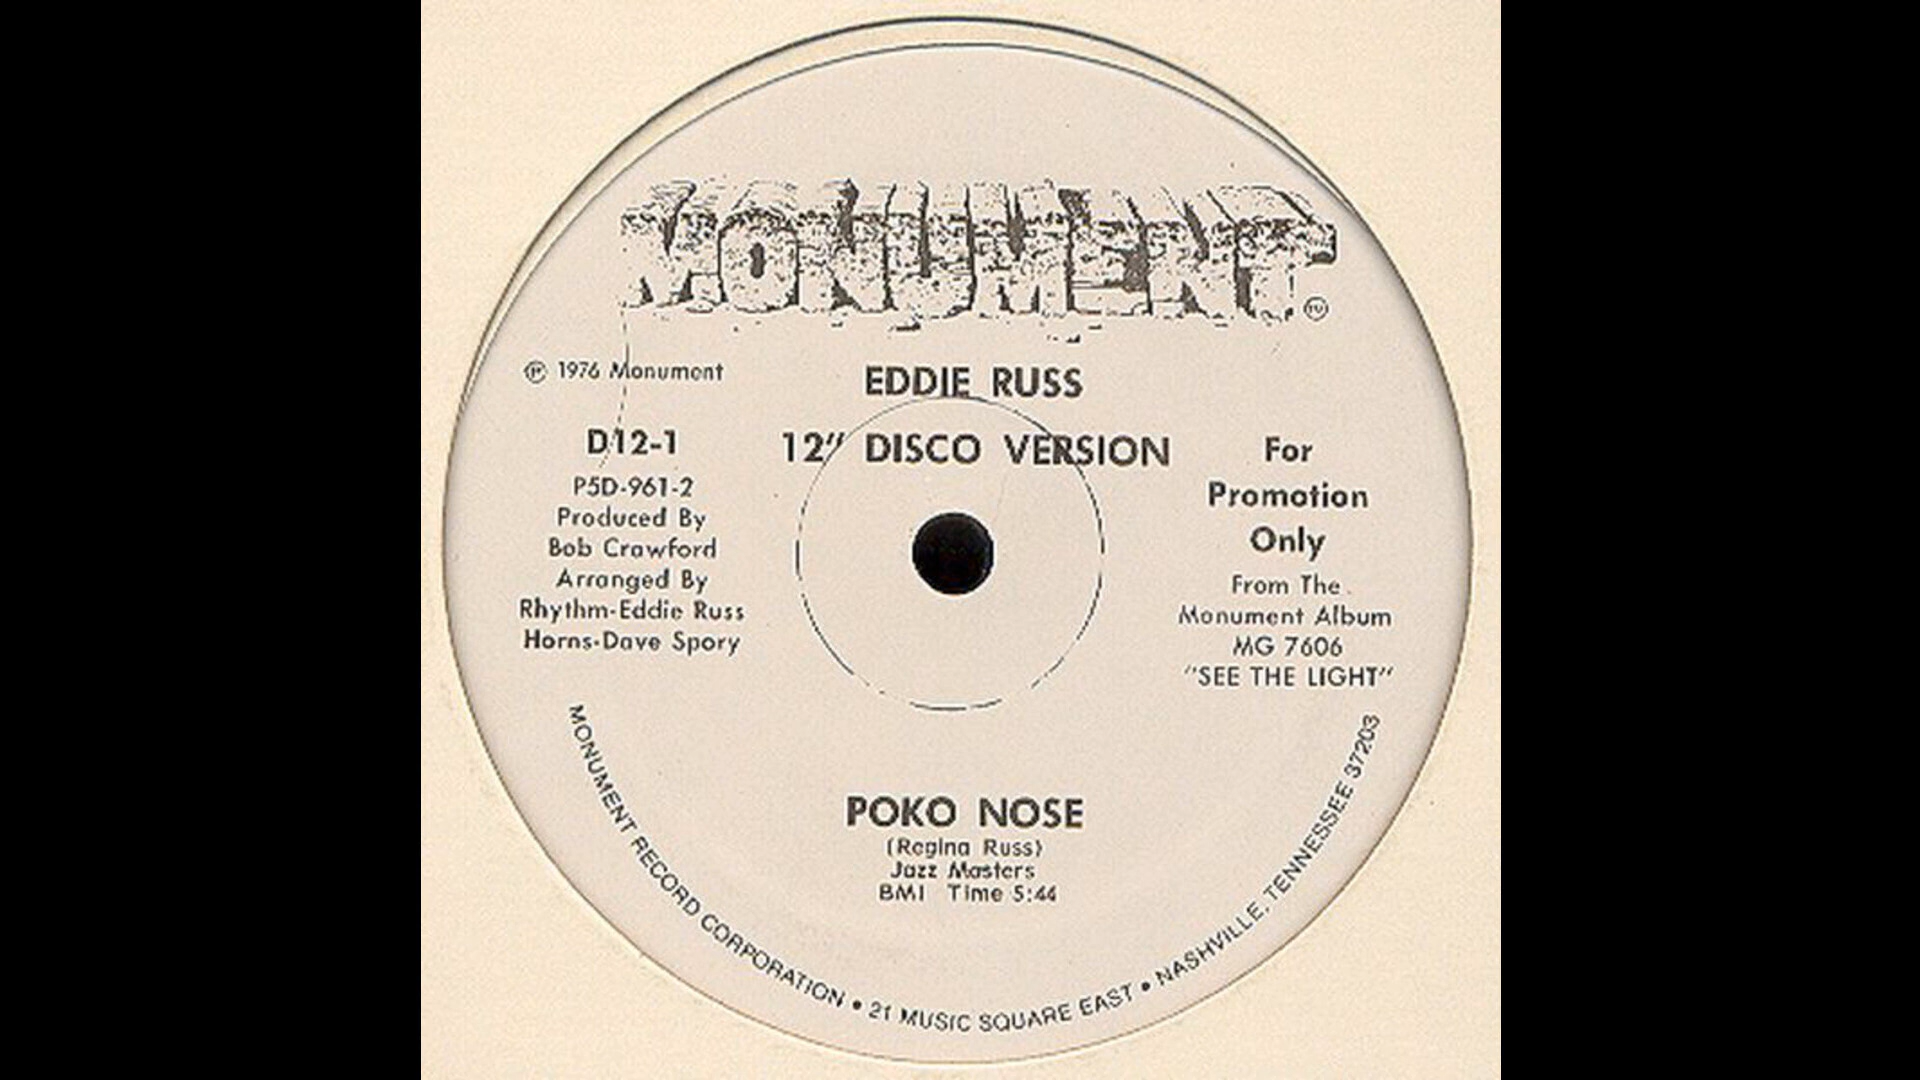 MONUMENT
℗ 1976 Monument
EDDIE RUSS
12" DISCO VERSION
D12-1
P5D-961-2
Produced By
Bob Crawford
Arranged By
Rhythm-Eddie Russ
Horns-Dave Spory
For
Promotion
Only
From The
Monument Album
MG 7606
"SEE THE LIGHT"
POKO NOSE
(Regina Russ)
Jazz Masters
BMI Time 5:44
MONUMENT RECORD CORPORATION • 21 MUSIC SQUARE EAST • NASHVILLE, TENNESSEE 37203